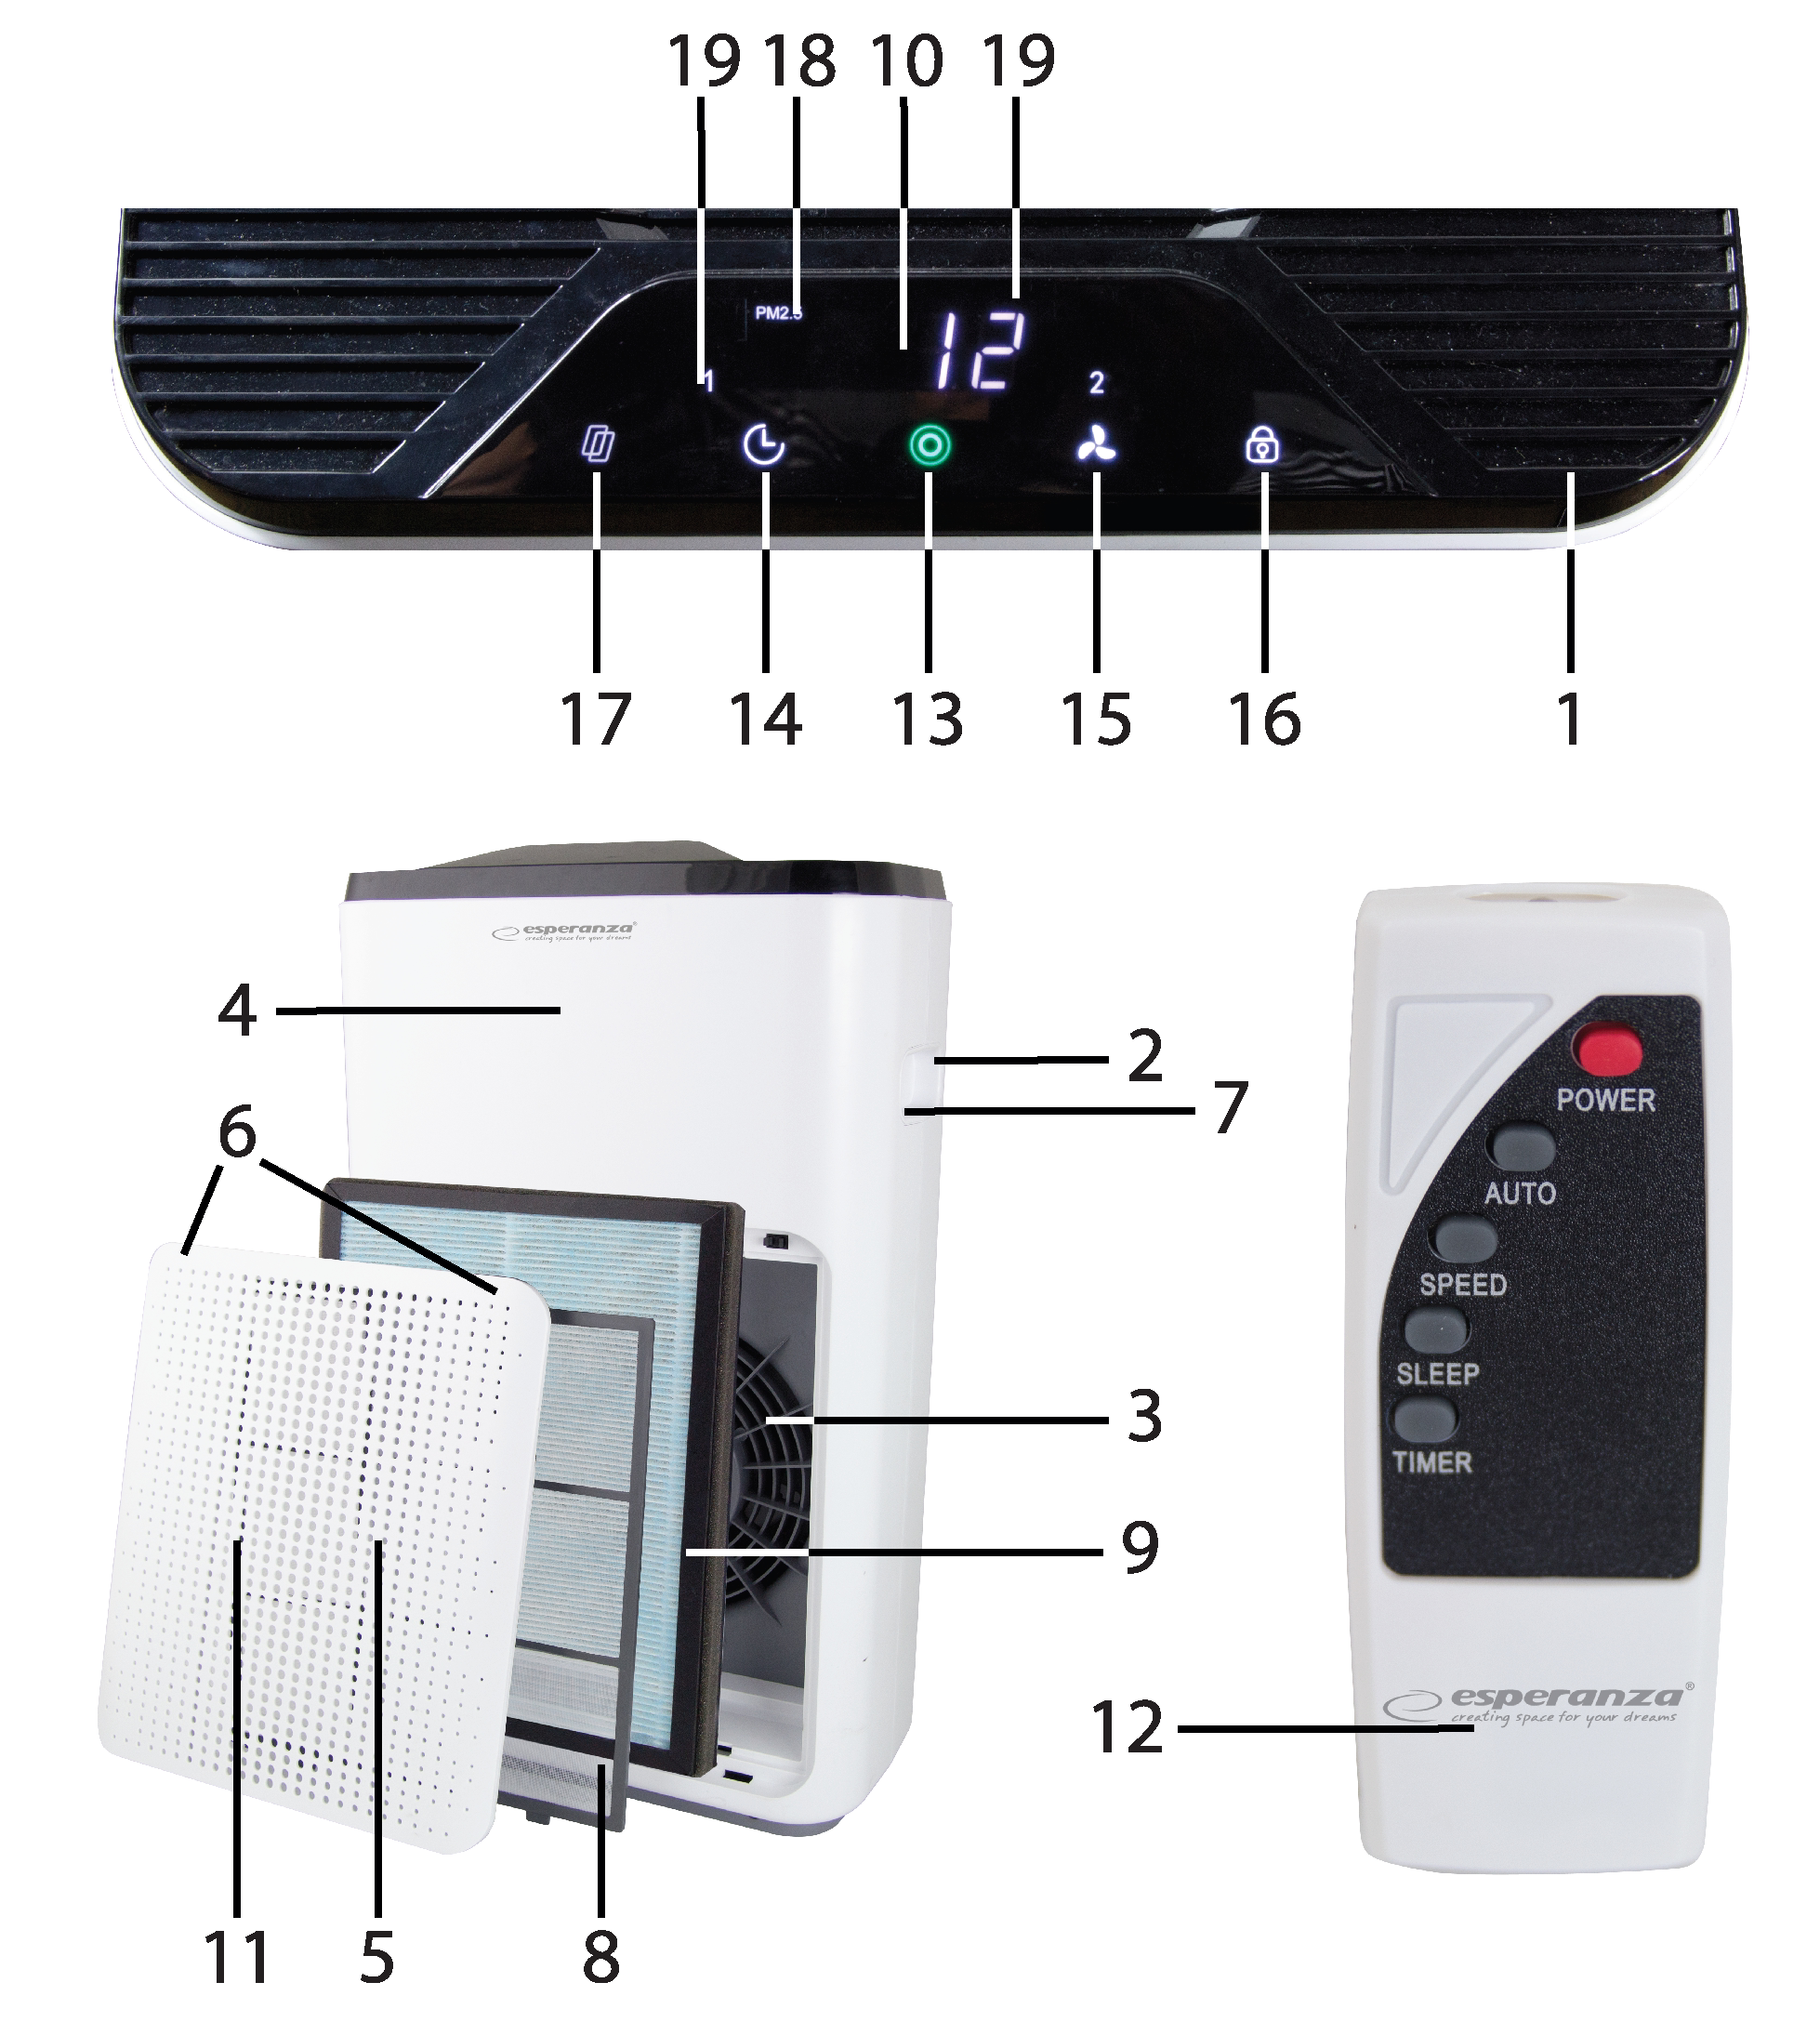 19 18 10 19
PM2.5
12
1
2
17 14 13 15 16 1
esperanza®
creating space for your dreams
4
2
7
6
POWER
AUTO
SPEED
SLEEP
TIMER
3
9
12
esperanza®
creating space for your dreams
11 5 8